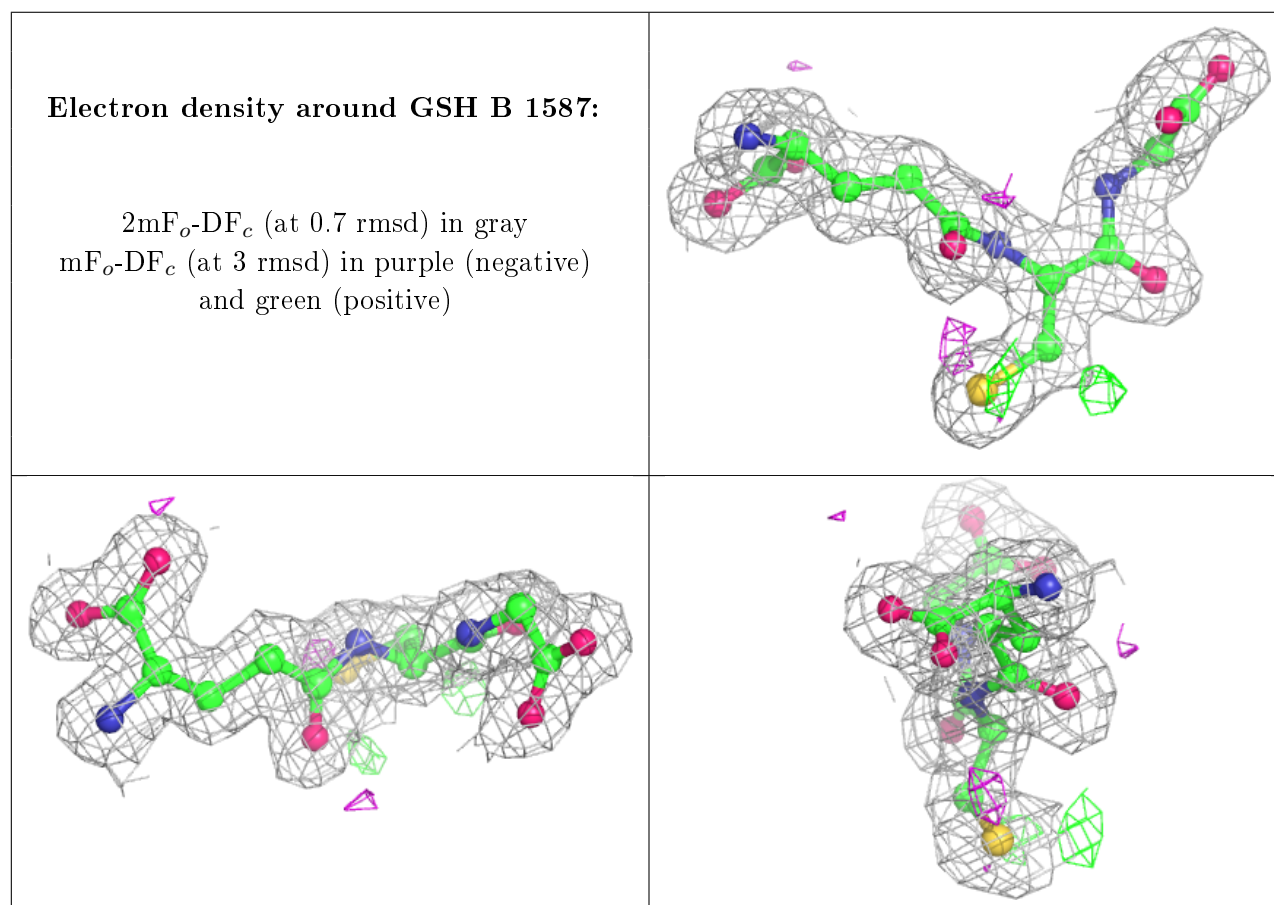 Electron density around GSH B 1587:
2mFo-DFc (at 0.7 rmsd) in gray
mFo-DFc (at 3 rmsd) in purple (negative)
and green (positive)